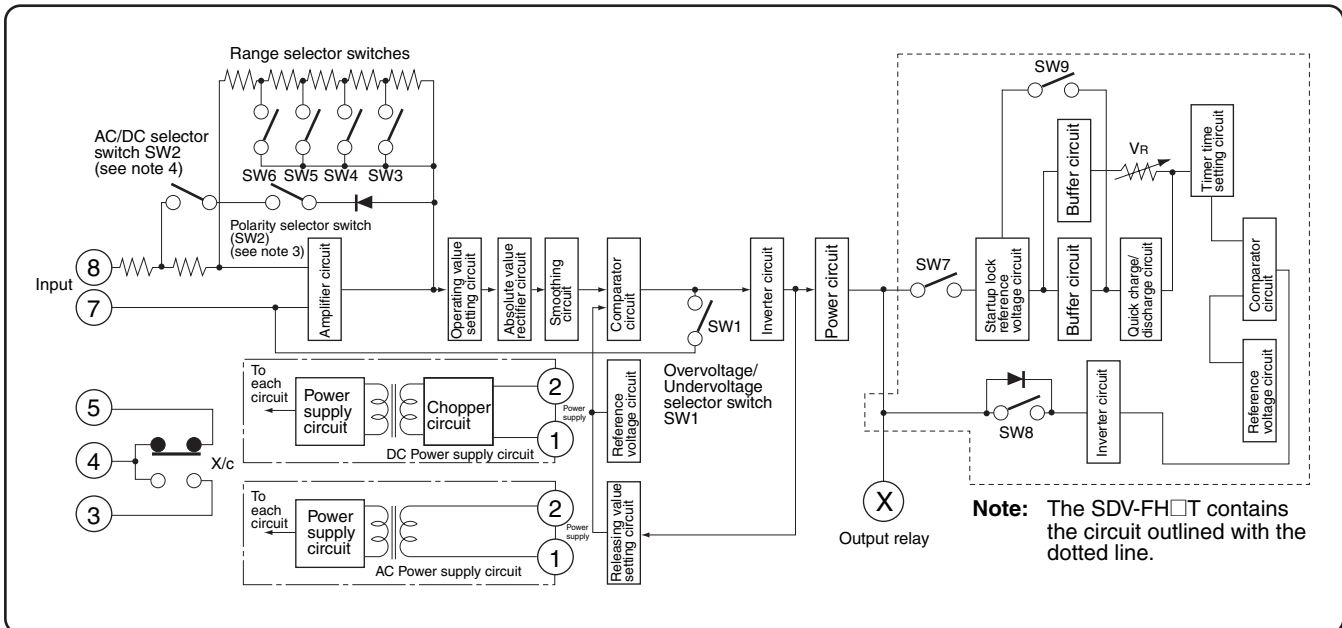 Range selector switches
SW6
SW5
SW4
SW3
AC/DC selector
switch SW2
(see note 4)
Polarity selector switch
(SW2)
(see note 3)
Input
8
7
Amplifier circuit
Operating value
setting circuit
Absolute value
rectifier circuit
Smoothing
circuit
Comparator
circuit
SW1
Inverter circuit
Power circuit
Overvoltage/
Undervoltage
selector switch
SW1
SW7
SW9
Startup lock
reference
voltage circuit
Buffer circuit
Buffer circuit
VR
Quick charge/
discharge circuit
Timer time
setting circuit
Comparator
circuit
Reference
voltage circuit
SW8
Inverter circuit
5
4
3
X/c
To
each
circuit
Power
supply
circuit
Chopper
circuit
2
1
Power
supply
DC Power supply circuit
Reference
voltage circuit
To
each
circuit
Power
supply
circuit
2
1
Power
supply
AC Power supply circuit
Releasing value
setting circuit
X
Output relay
Note: The SDV-FH□T contains
the circuit outlined with the
dotted line.